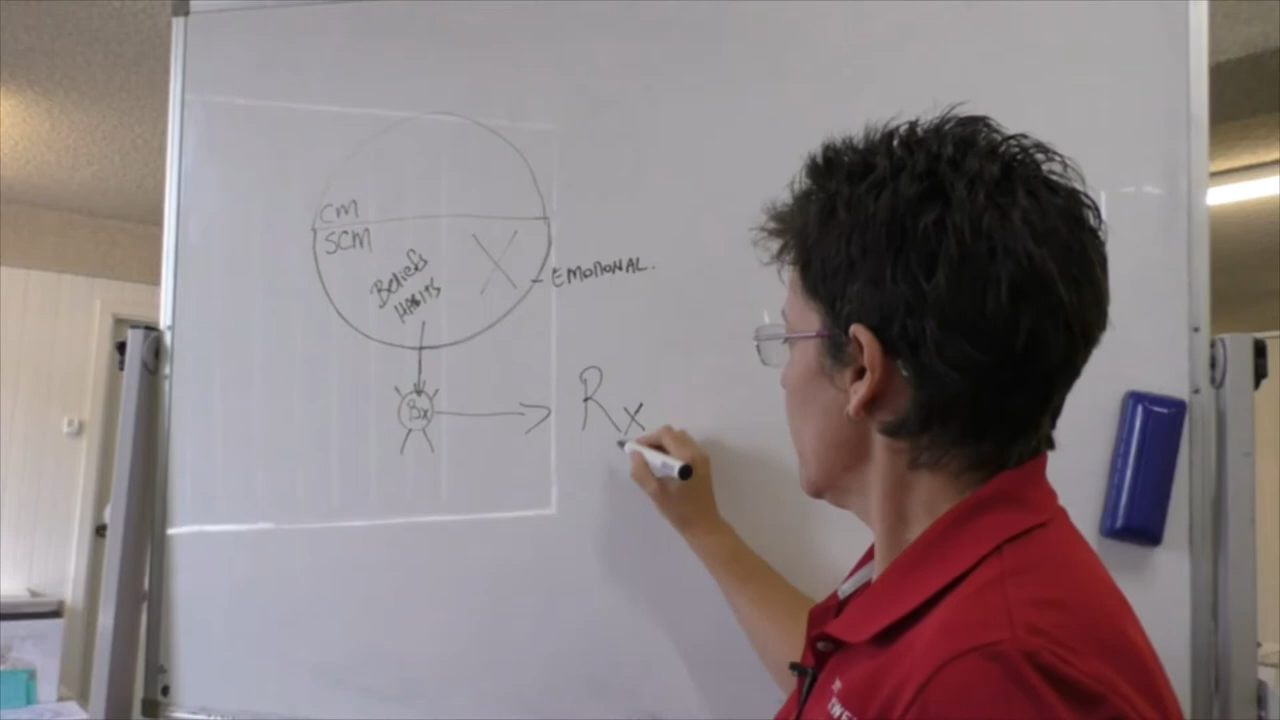 CM
SCM
Beliefs
HABITS
X
EMOTIONAL.
Bx
Rx